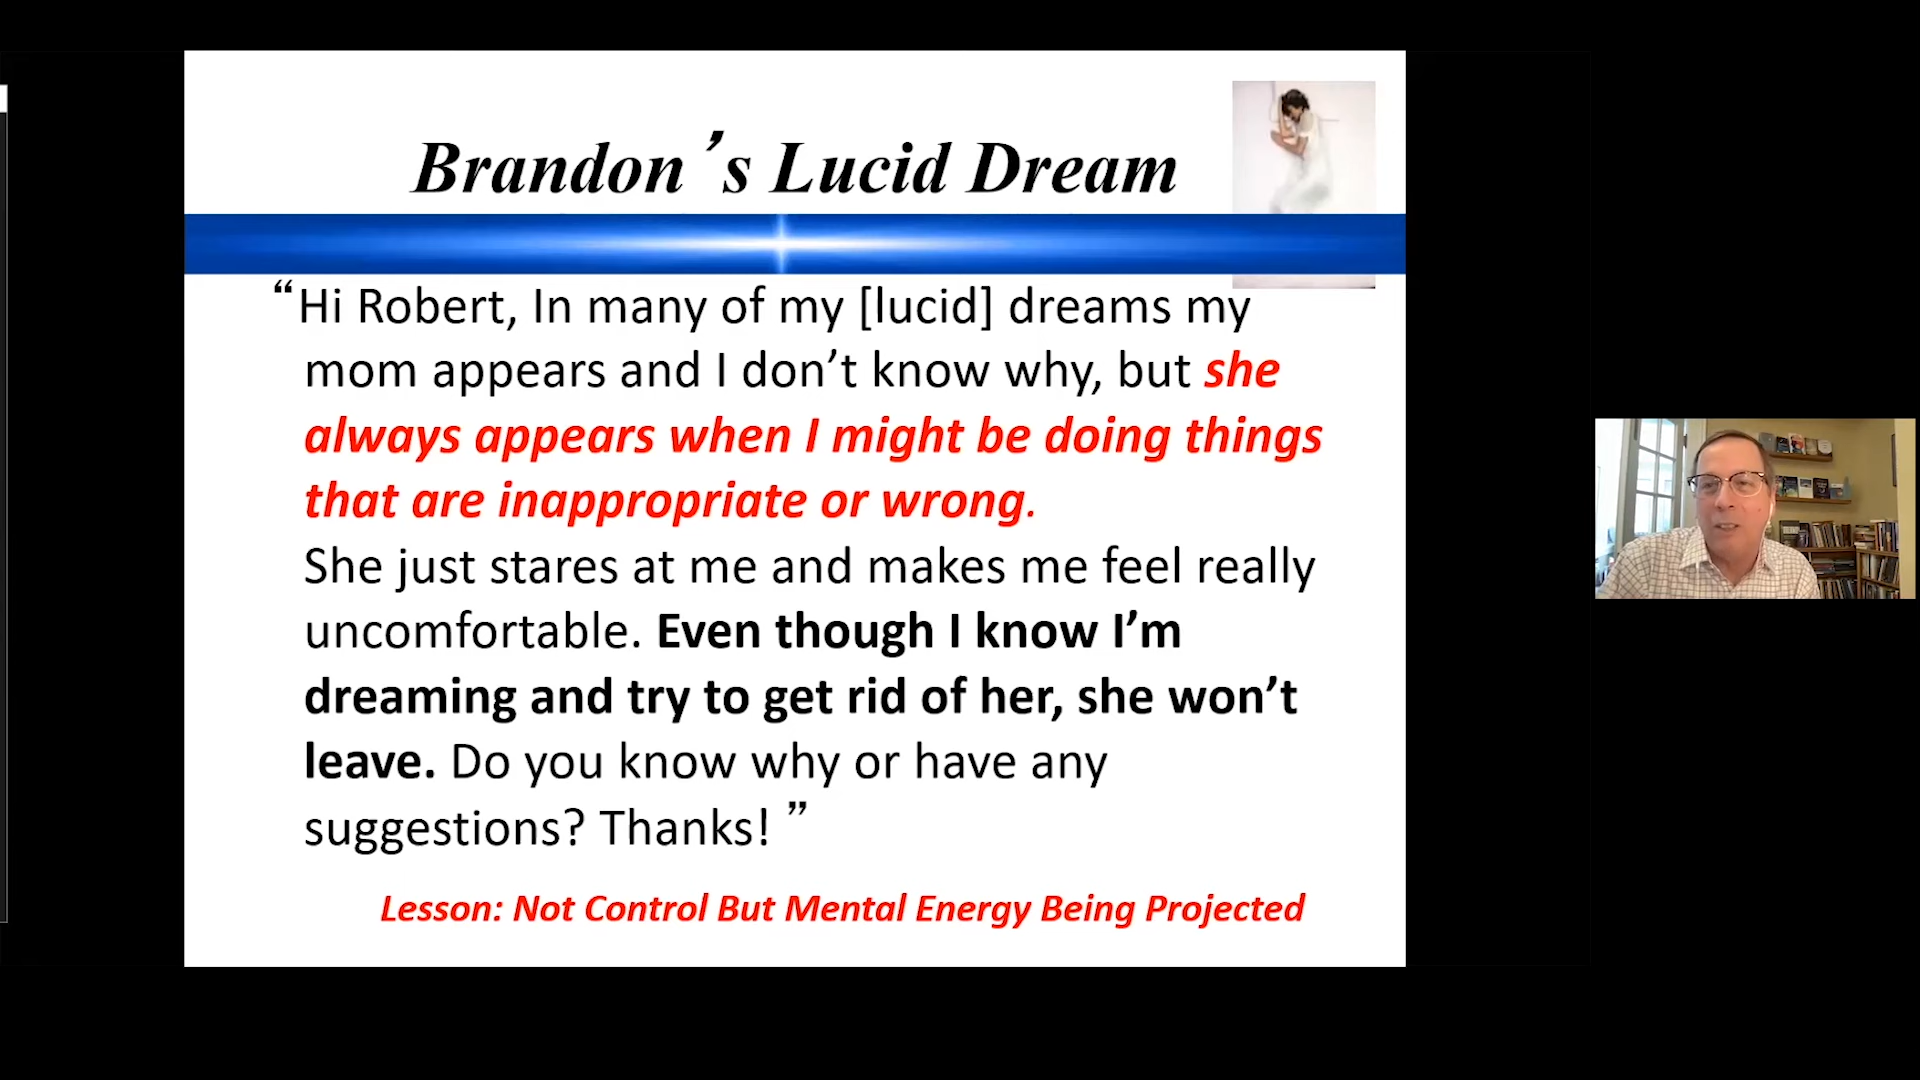 Brandon’s Lucid Dream
“Hi Robert, In many of my [lucid] dreams my
mom appears and I don’t know why, but she
always appears when I might be doing things
that are inappropriate or wrong.
She just stares at me and makes me feel really
uncomfortable. Even though I know I’m
dreaming and try to get rid of her, she won’t
leave. Do you know why or have any
suggestions? Thanks! ”
Lesson: Not Control But Mental Energy Being Projected